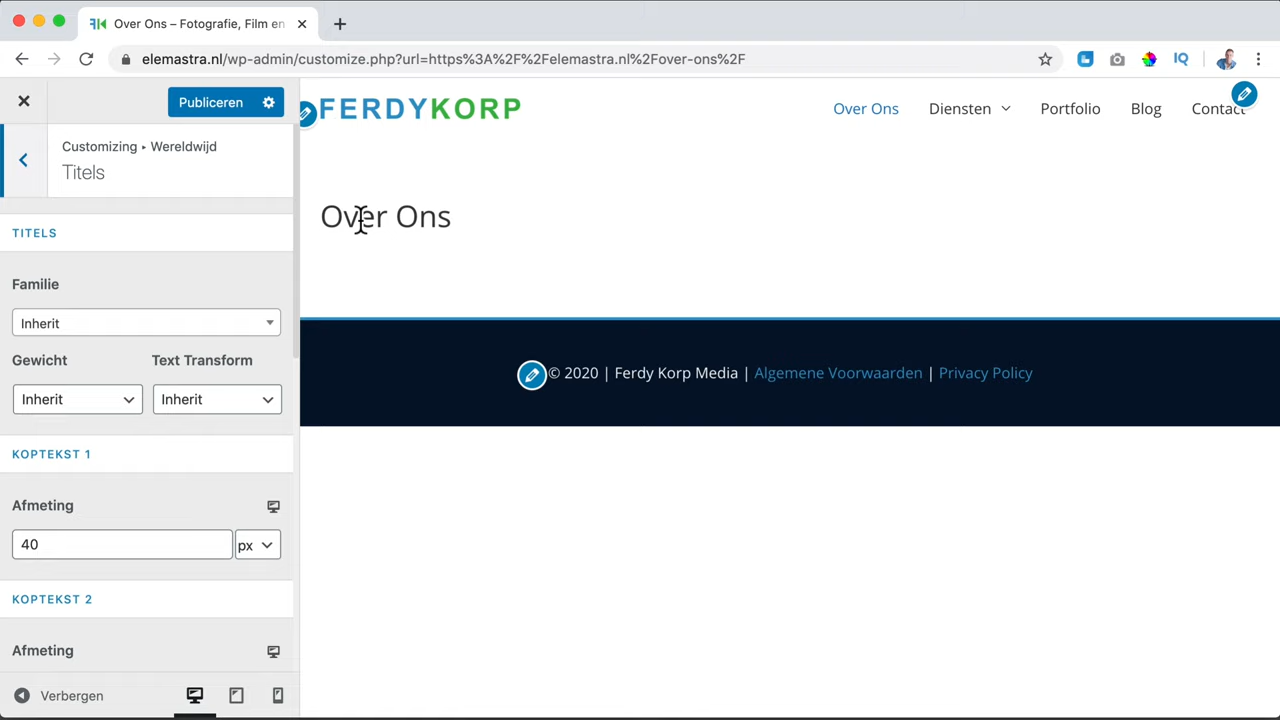 Over Ons – Fotografie, Film en
elemastra.nl/wp-admin/customize.php?url=https%3A%2F%2Felemastra.nl%2Fover-ons%2F
IQ
Publiceren
Customizing ▸ Wereldwijd
Titels
TITELS
Familie
Inherit
Gewicht
Text Transform
Inherit
Inherit
KOPTEKST 1
Afmeting
40
px
KOPTEKST 2
Afmeting
Verbergen
FERDYKORP
Over Ons
Diensten
Portfolio
Blog
Contact
Over Ons
© 2020 | Ferdy Korp Media | Algemene Voorwaarden | Privacy Policy